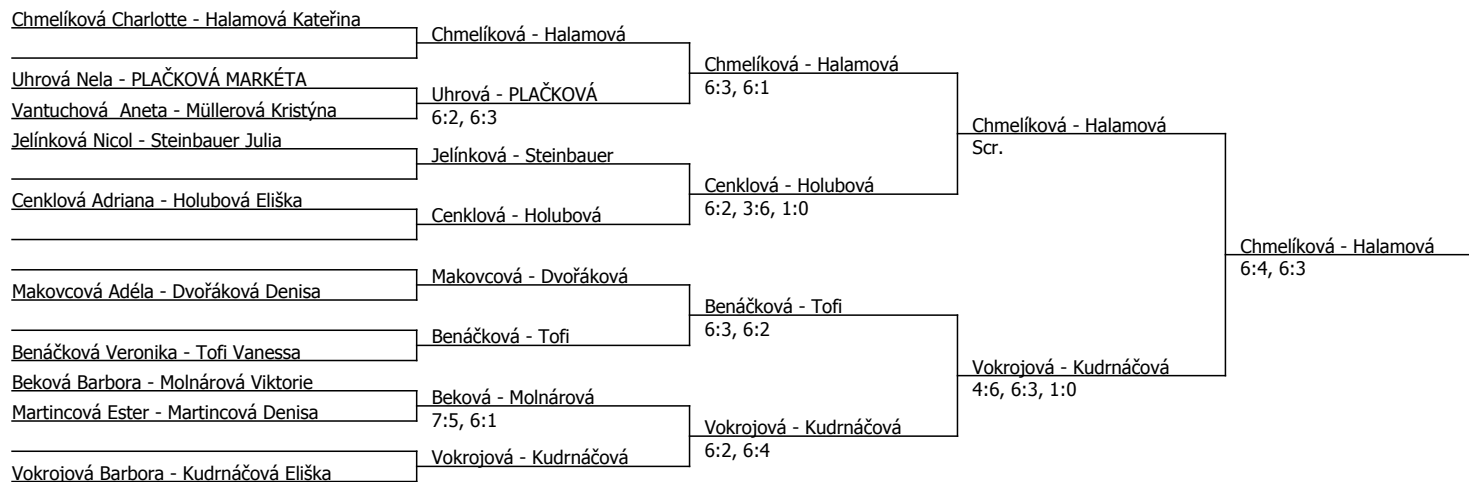 Chmelíková Charlotte - Halamová Kateřina
Chmelíková - Halamová
Chmelíková - Halamová
6:3, 6:1
Uhrová Nela - PLAČKOVÁ MARKÉTA
Uhrová - PLAČKOVÁ
Vantuchová  Aneta - Müllerová Kristýna
6:2, 6:3
Chmelíková - Halamová
Scr.
Jelínková Nicol - Steinbauer Julia
Jelínková - Steinbauer
Cenklová - Holubová
6:2, 3:6, 1:0
Cenklová Adriana - Holubová Eliška
Cenklová - Holubová
Chmelíková - Halamová
6:4, 6:3
Makovcová - Dvořáková
Makovcová Adéla - Dvořáková Denisa
Benáčková - Tofi
6:3, 6:2
Benáčková - Tofi
Benáčková Veronika - Tofi Vanessa
Vokrojová - Kudrnáčová
4:6, 6:3, 1:0
Beková Barbora - Molnárová Viktorie
Beková - Molnárová
Martincová Ester - Martincová Denisa
7:5, 6:1
Vokrojová - Kudrnáčová
6:2, 6:4
Vokrojová - Kudrnáčová
Vokrojová Barbora - Kudrnáčová Eliška